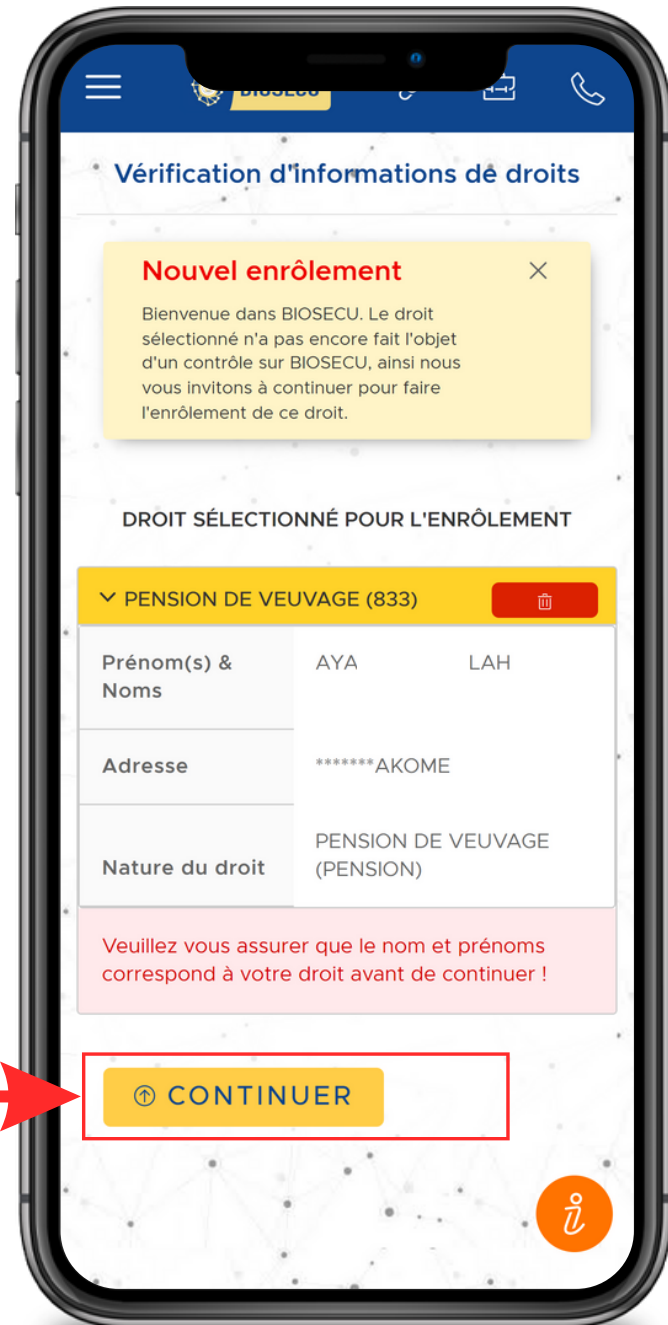 Vérification d'informations de droits
Nouvel enrôlement
Bienvenue dans BIOSECU. Le droit
sélectionné n'a pas encore fait l'objet
d'un contrôle sur BIOSECU, ainsi nous
vous invitons à continuer pour faire
l'enrôlement de ce droit.
DROIT SÉLECTIONNÉ POUR L'ENRÔLEMENT
PENSION DE VEUVAGE (833)
Prénom(s) & AYA LAH
Noms
Adresse *******AKOME
PENSION DE VEUVAGE
Nature du droit (PENSION)
Veuillez vous assurer que le nom et prénoms
correspond à votre droit avant de continuer !
CONTINUER